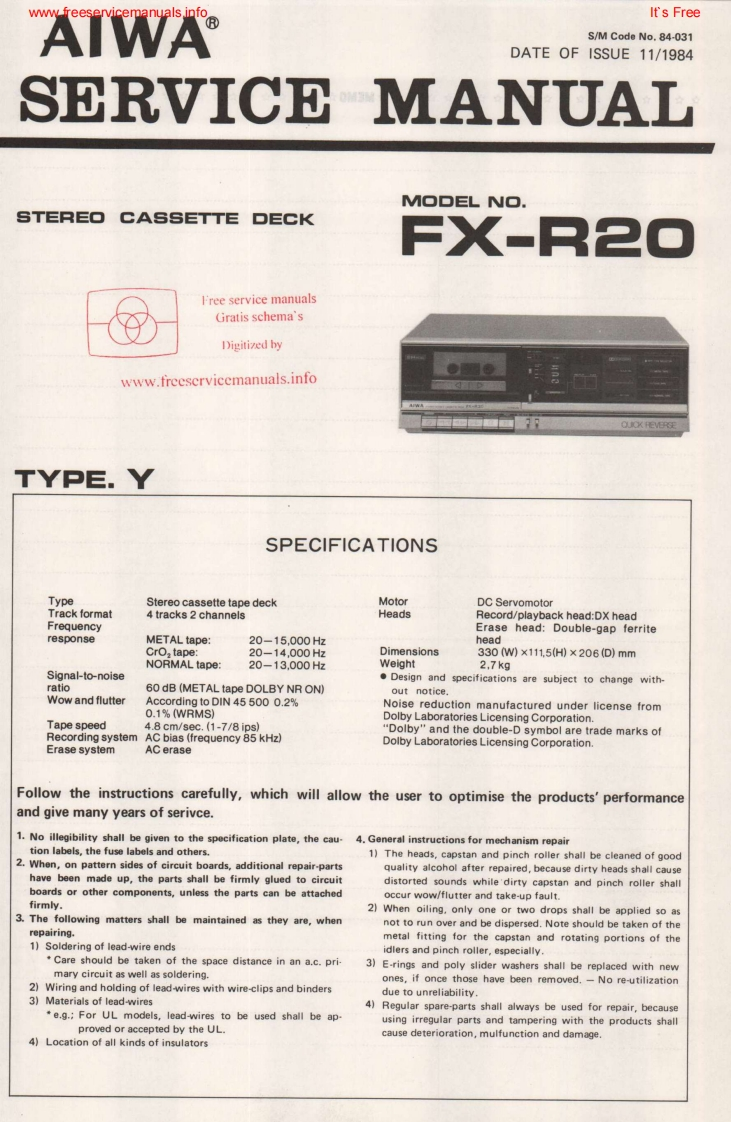 www.freeservicemanuals.info
It`s Free
AIWA®
S/M Code No. 84-031
DATE OF ISSUE 11/1984
SERVICE MANUAL
STEREO CASSETTE DECK
MODEL NO.
FX-R20
Free service manuals
Gratis schema`s
Digitized by
www.freeservicemanuals.info
AIWA
QUICK REVERSE
TYPE. Y
SPECIFICATIONS
Type Stereo cassette tape deck
Track format 4 tracks 2 channels
Frequency
response METAL tape: 20—15,000 Hz
CrO₂ tape: 20—14,000 Hz
NORMAL tape: 20—13,000 Hz
Signal-to-noise
ratio 60 dB (METAL tape DOLBY NR ON)
Wow and flutter According to DIN 45 500 0.2%
0.1% (WRMS)
Tape speed 4.8 cm/sec. (1-7/8 ips)
Recording system AC bias (frequency 85 kHz)
Erase system AC erase
Motor DC Servomotor
Heads Record/playback head:DX head
Erase head: Double-gap ferrite
head
Dimensions 330 (W) ×111,5(H) × 206 (D) mm
Weight 2,7 kg
● Design and specifications are subject to change with-
out notice.
Noise reduction manufactured under license from
Dolby Laboratories Licensing Corporation.
"Dolby" and the double-D symbol are trade marks of
Dolby Laboratories Licensing Corporation.
Follow the instructions carefully, which will allow the user to optimise the products' performance
and give many years of serivce.
1. No illegibility shall be given to the specification plate, the cau-
tion labels, the fuse labels and others.
2. When, on pattern sides of circuit boards, additional repair-parts
have been made up, the parts shall be firmly glued to circuit
boards or other components, unless the parts can be attached
firmly.
3. The following matters shall be maintained as they are, when
repairing.
1) Soldering of lead-wire ends
* Care should be taken of the space distance in an a.c. pri-
mary circuit as well as soldering.
2) Wiring and holding of lead-wires with wire-clips and binders
3) Materials of lead-wires
* e.g.; For UL models, lead-wires to be used shall be ap-
proved or accepted by the UL.
4) Location of all kinds of insulators
4. General instructions for mechanism repair
1) The heads, capstan and pinch roller shall be cleaned of good
quality alcohol after repaired, because dirty heads shall cause
distorted sounds while dirty capstan and pinch roller shall
occur wow/flutter and take-up fault.
2) When oiling, only one or two drops shall be applied so as
not to run over and be dispersed. Note should be taken of the
metal fitting for the capstan and rotating portions of the
idlers and pinch roller, especially.
3) E-rings and poly slider washers shall be replaced with new
ones, if once those have been removed. — No re-utilization
due to unreliability.
4) Regular spare-parts shall always be used for repair, because
using irregular parts and tampering with the products shall
cause deterioration, mulfunction and damage.